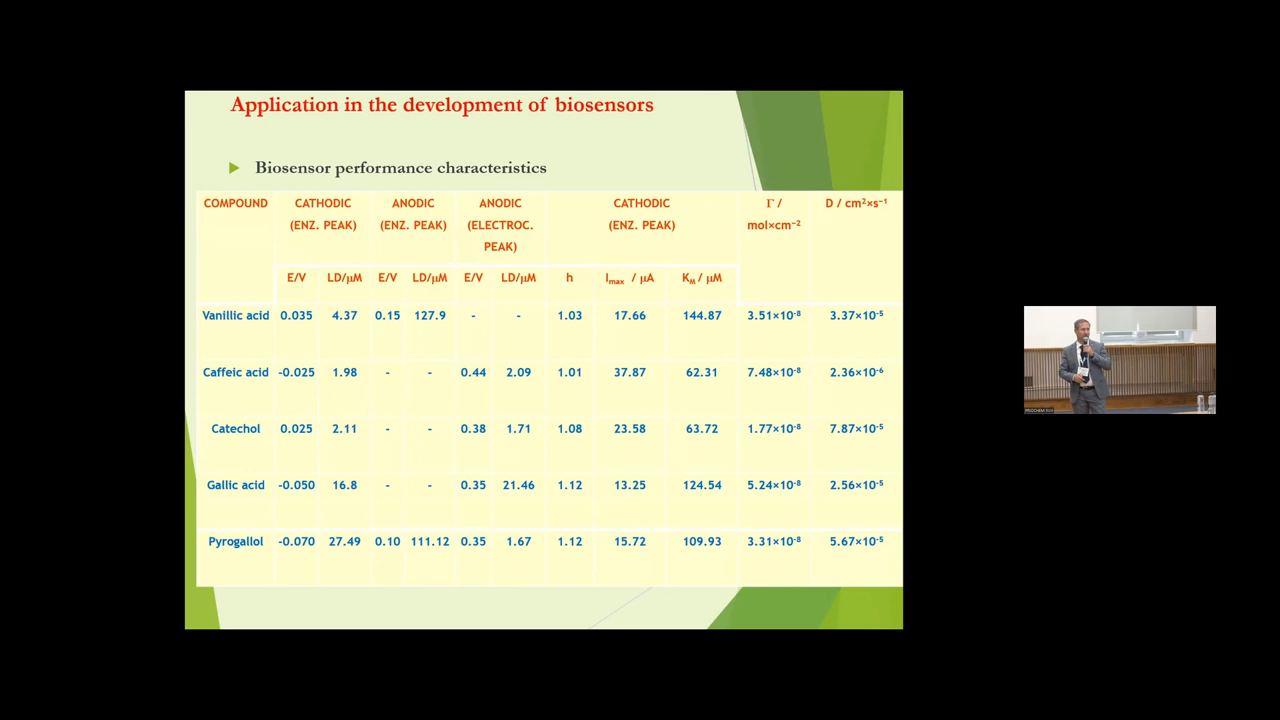 Application in the development of biosensors
Biosensor performance characteristics
COMPOUND CATHODIC (ENZ. PEAK) ANODIC (ENZ. PEAK) ANODIC (ELECTROC. PEAK) CATHODIC (ENZ. PEAK) Γ / mol×cm⁻² D / cm²×s⁻¹
E/V LD/μM E/V LD/μM E/V LD/μM h Imax / μA KM / μM
Vanillic acid 0.035 4.37 0.15 127.9 - - 1.03 17.66 144.87 3.51×10⁻⁸ 3.37×10⁻⁵
Caffeic acid -0.025 1.98 - - 0.44 2.09 1.01 37.87 62.31 7.48×10⁻⁸ 2.36×10⁻⁶
Catechol 0.025 2.11 - - 0.38 1.71 1.08 23.58 63.72 1.77×10⁻⁸ 7.87×10⁻⁵
Gallic acid -0.050 16.8 - - 0.35 21.46 1.12 13.25 124.54 5.24×10⁻⁸ 2.56×10⁻⁵
Pyrogallol -0.070 27.49 0.10 111.12 0.35 1.67 1.12 15.72 109.93 3.31×10⁻⁸ 5.67×10⁻⁵